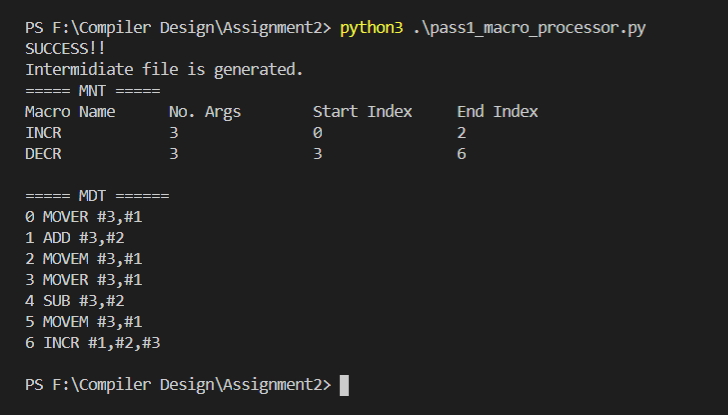 PS F:\Compiler Design\Assignment2> python3 .\pass1_macro_processor.py
SUCCESS!!
Intermidiate file is generated.
===== MNT =====
Macro Name No. Args Start Index End Index
INCR 3 0 2
DECR 3 3 6
===== MDT ======
0 MOVER #3,#1
1 ADD #3,#2
2 MOVEM #3,#1
3 MOVER #3,#1
4 SUB #3,#2
5 MOVEM #3,#1
6 INCR #1,#2,#3
PS F:\Compiler Design\Assignment2>